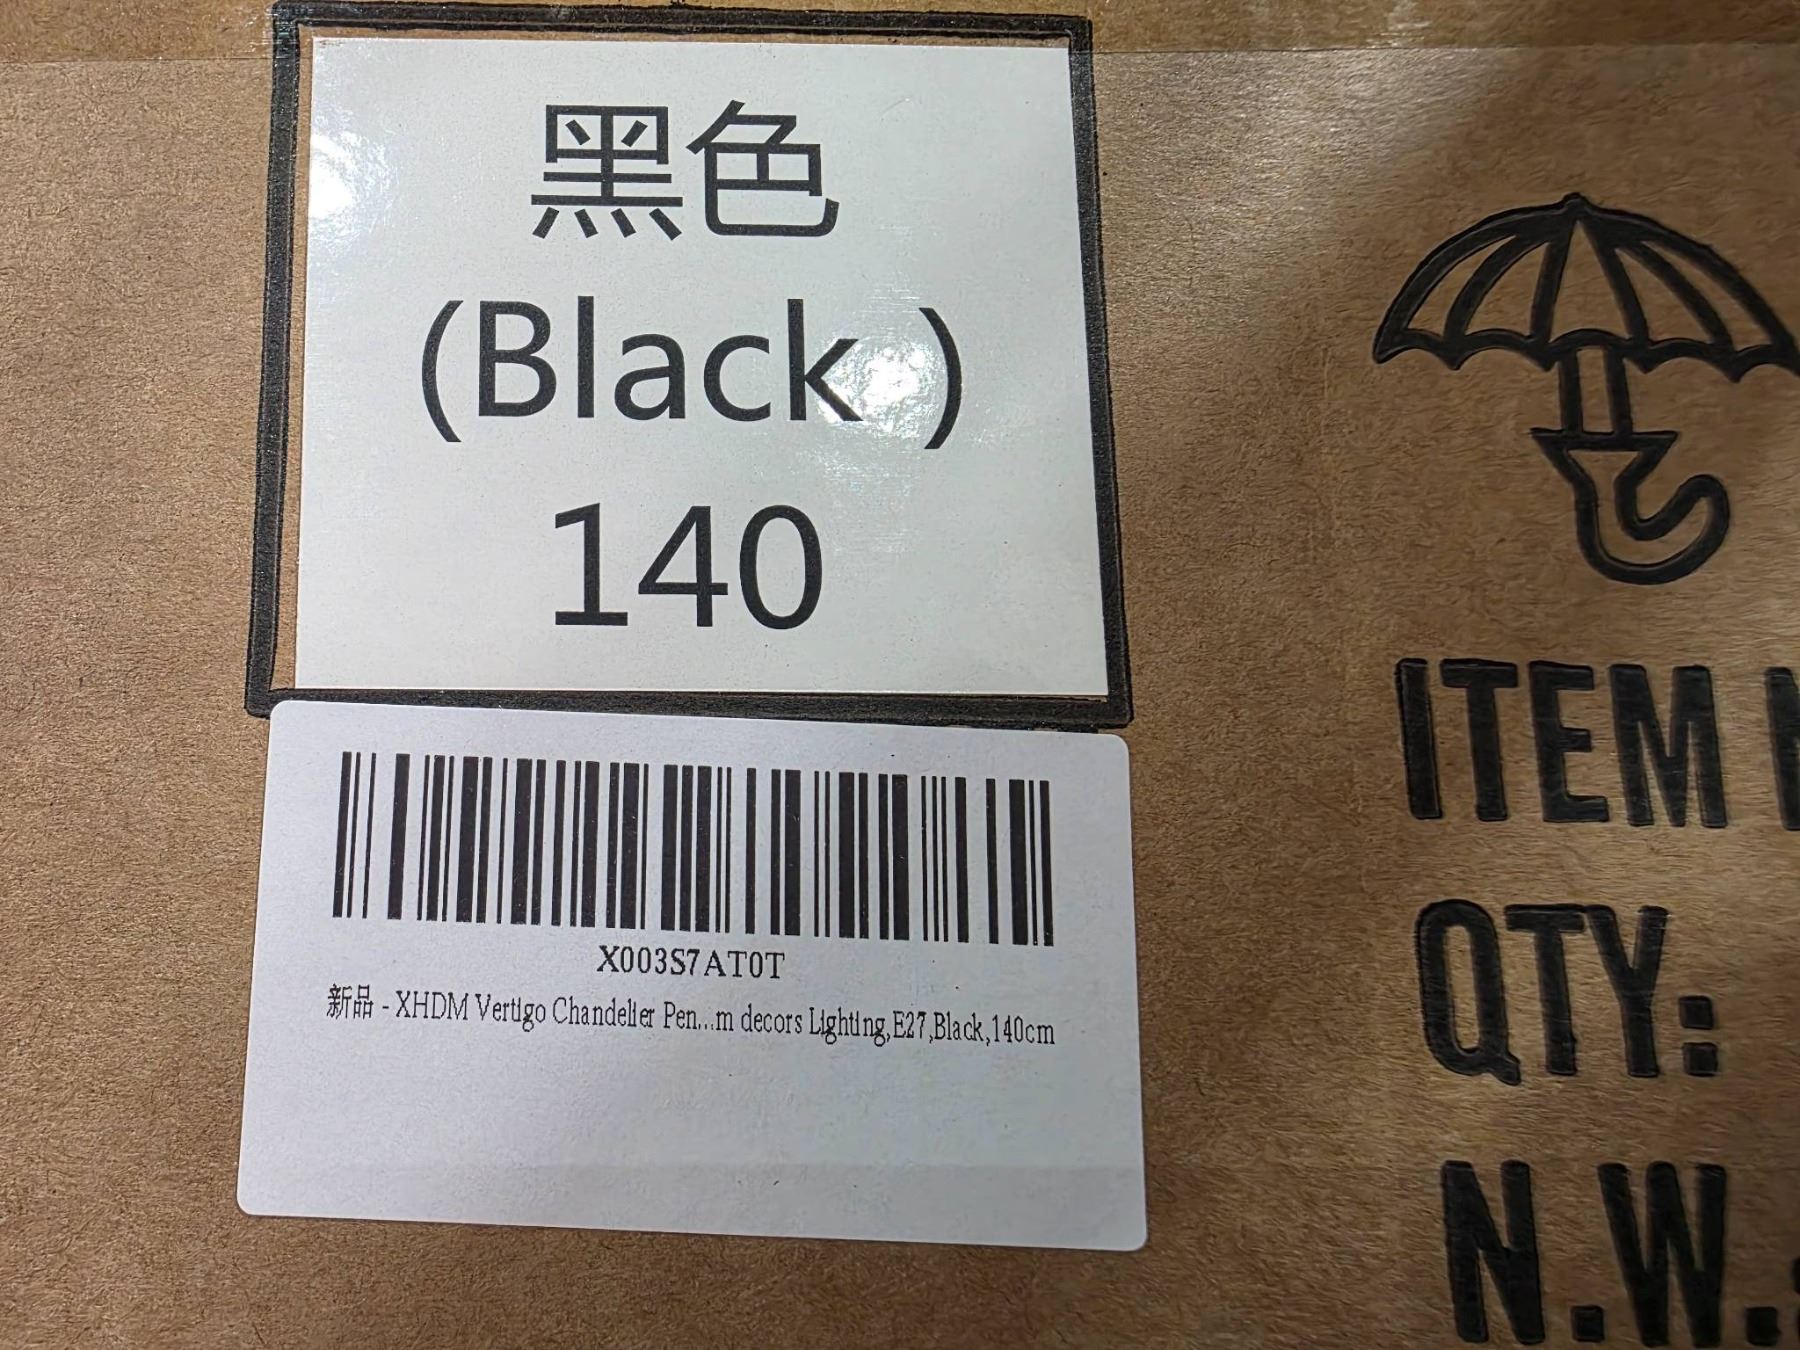 黑色
(Black )
140
X003S7AT0T
新品 - XHDM Vertigo Chandelier Pen...m decors Lighting,E27,Black,140cm
ITEM
QTY:
N.W.: